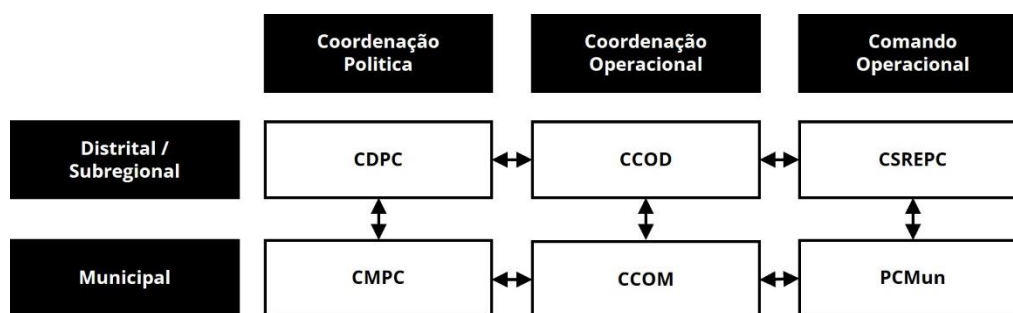 Coordenação
Politica
Coordenação
Operacional
Comando
Operacional
Distrital /
Subregional
CDPC
CCOD
CSREPC
Municipal
CMPC
CCOM
PCMun